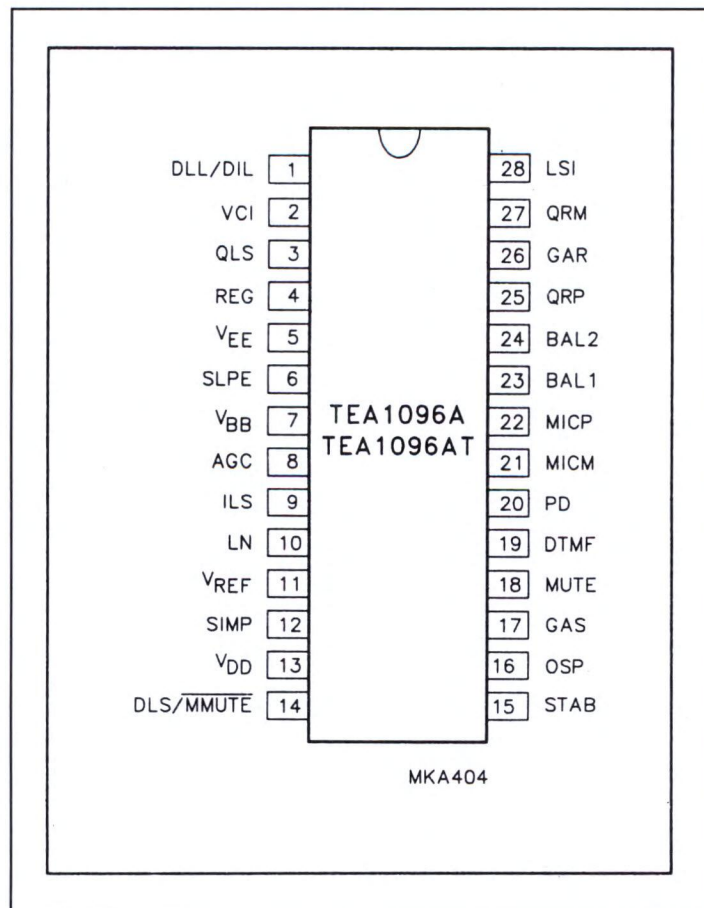 DLL/DIL 1 28 LSI
VCI 2 27 QRM
QLS 3 26 GAR
REG 4 25 QRP
VEE 5 24 BAL2
SLPE 6 23 BAL1
VBB 7 22 MICP
TEA1096A
TEA1096AT
AGC 8 21 MICM
ILS 9 20 PD
LN 10 19 DTMF
VREF 11 18 MUTE
SIMP 12 17 GAS
VDD 13 16 OSP
DLS/MMUTE 14 15 STAB
MKA404